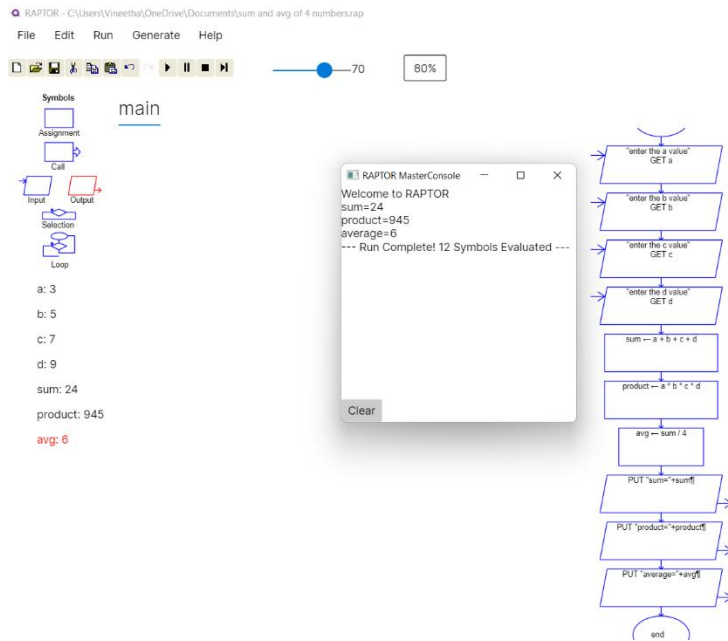 RAPTOR - C:\Users\Vineetha\OneDrive\Documents\sum and avg of 4 numbers.rap
File Edit Run Generate Help
70
80%
Symbols
Assignment
Call
Input Output
Selection
Loop
main
a: 3
b: 5
c: 7
d: 9
sum: 24
product: 945
avg: 6
RAPTOR MasterConsole
Welcome to RAPTOR
sum=24
product=945
average=6
--- Run Complete! 12 Symbols Evaluated ---
Clear
"enter the a value"
GET a
"enter the b value"
GET b
"enter the c value"
GET c
"enter the d value"
GET d
sum ← a + b + c + d
product ← a * b * c * d
avg ← sum / 4
PUT "sum="+sum¶
PUT "product="+product¶
PUT "average="+avg¶
end